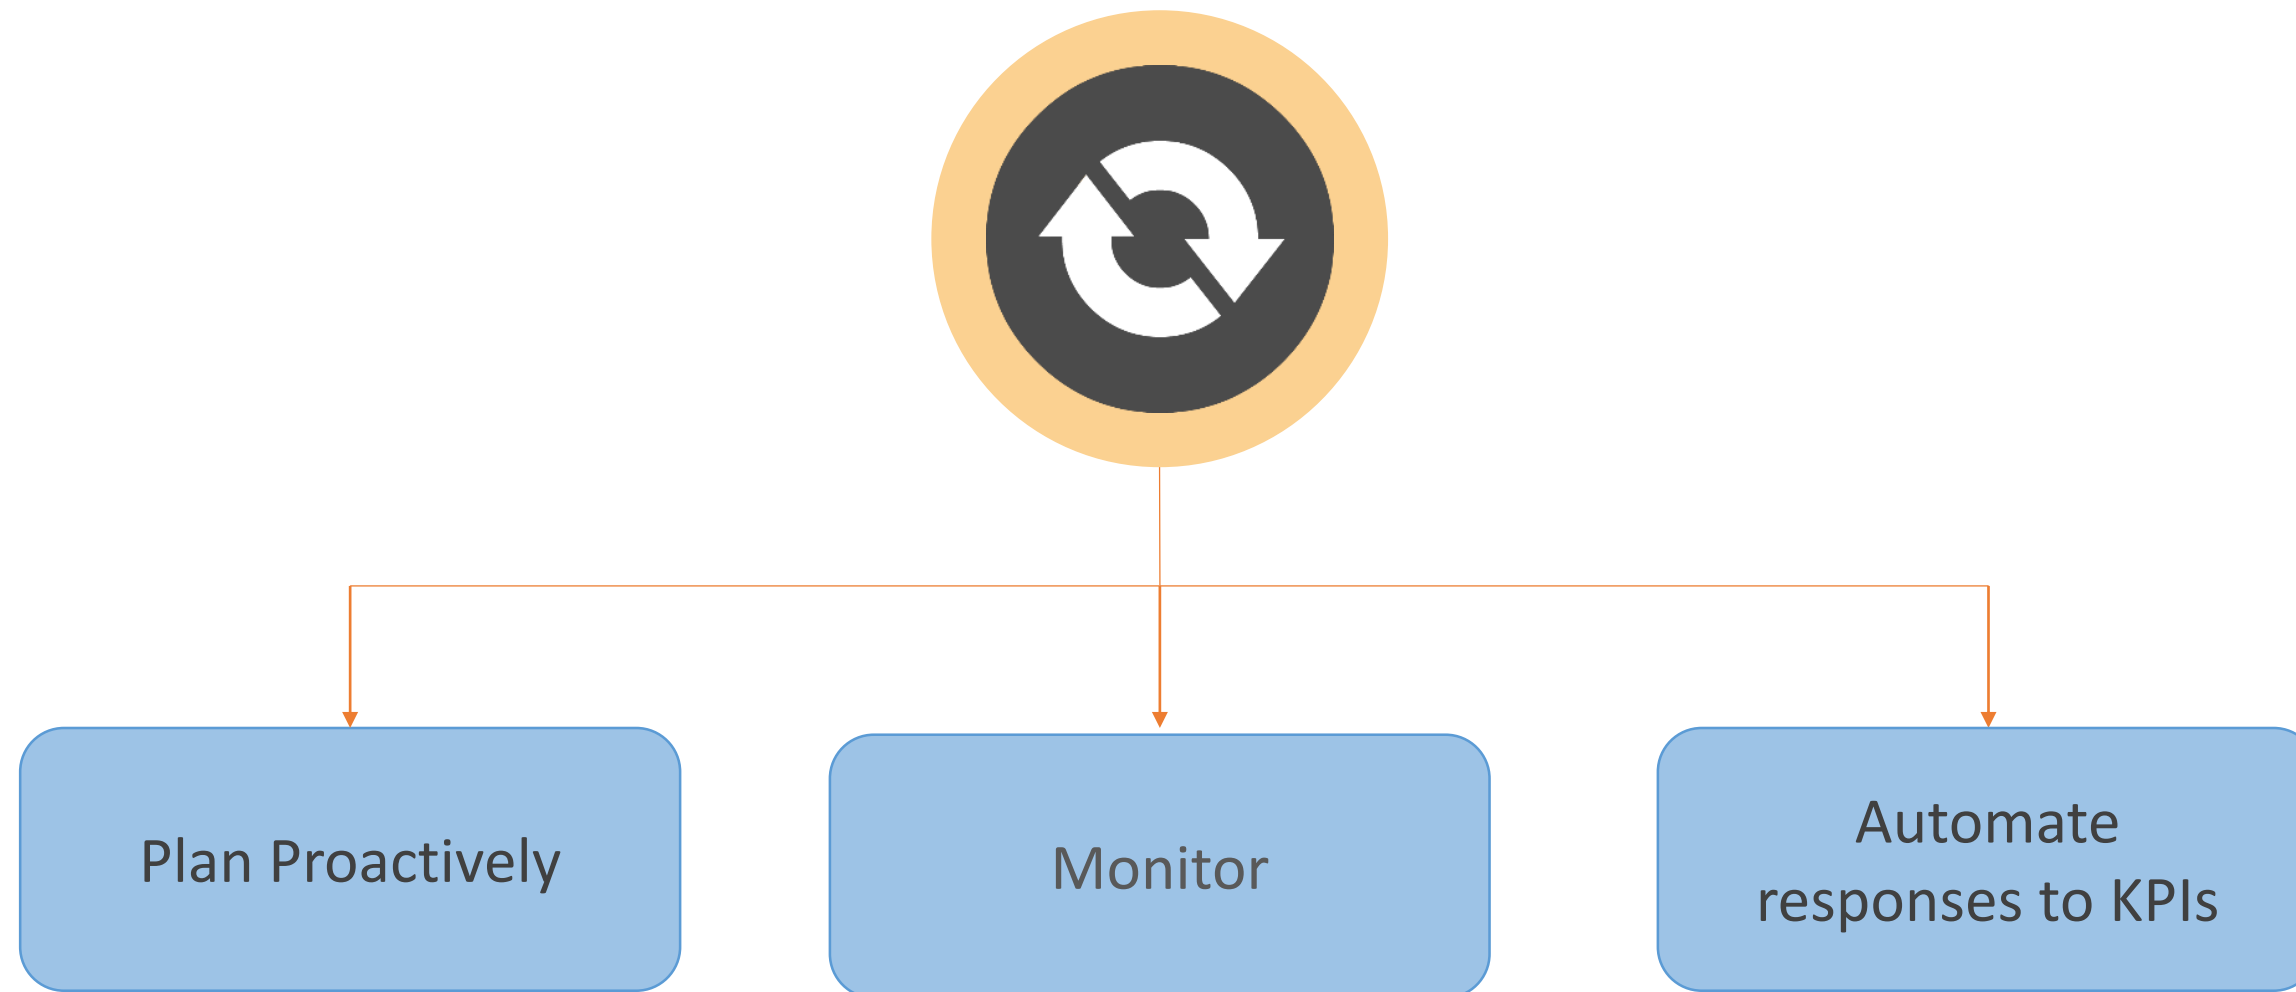 Plan Proactively
Monitor
Automate
responses to KPIs